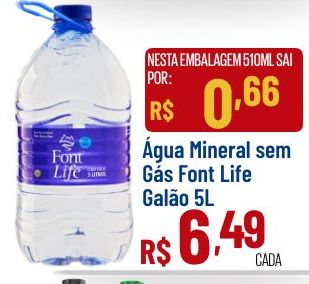 NESTA EMBALAGEM 510ML SAI
POR:
R$ 0,66
Font
Life
5 LITROS
Água Mineral sem
Gás Font Life
Galão 5L
R$ 6,49
CADA